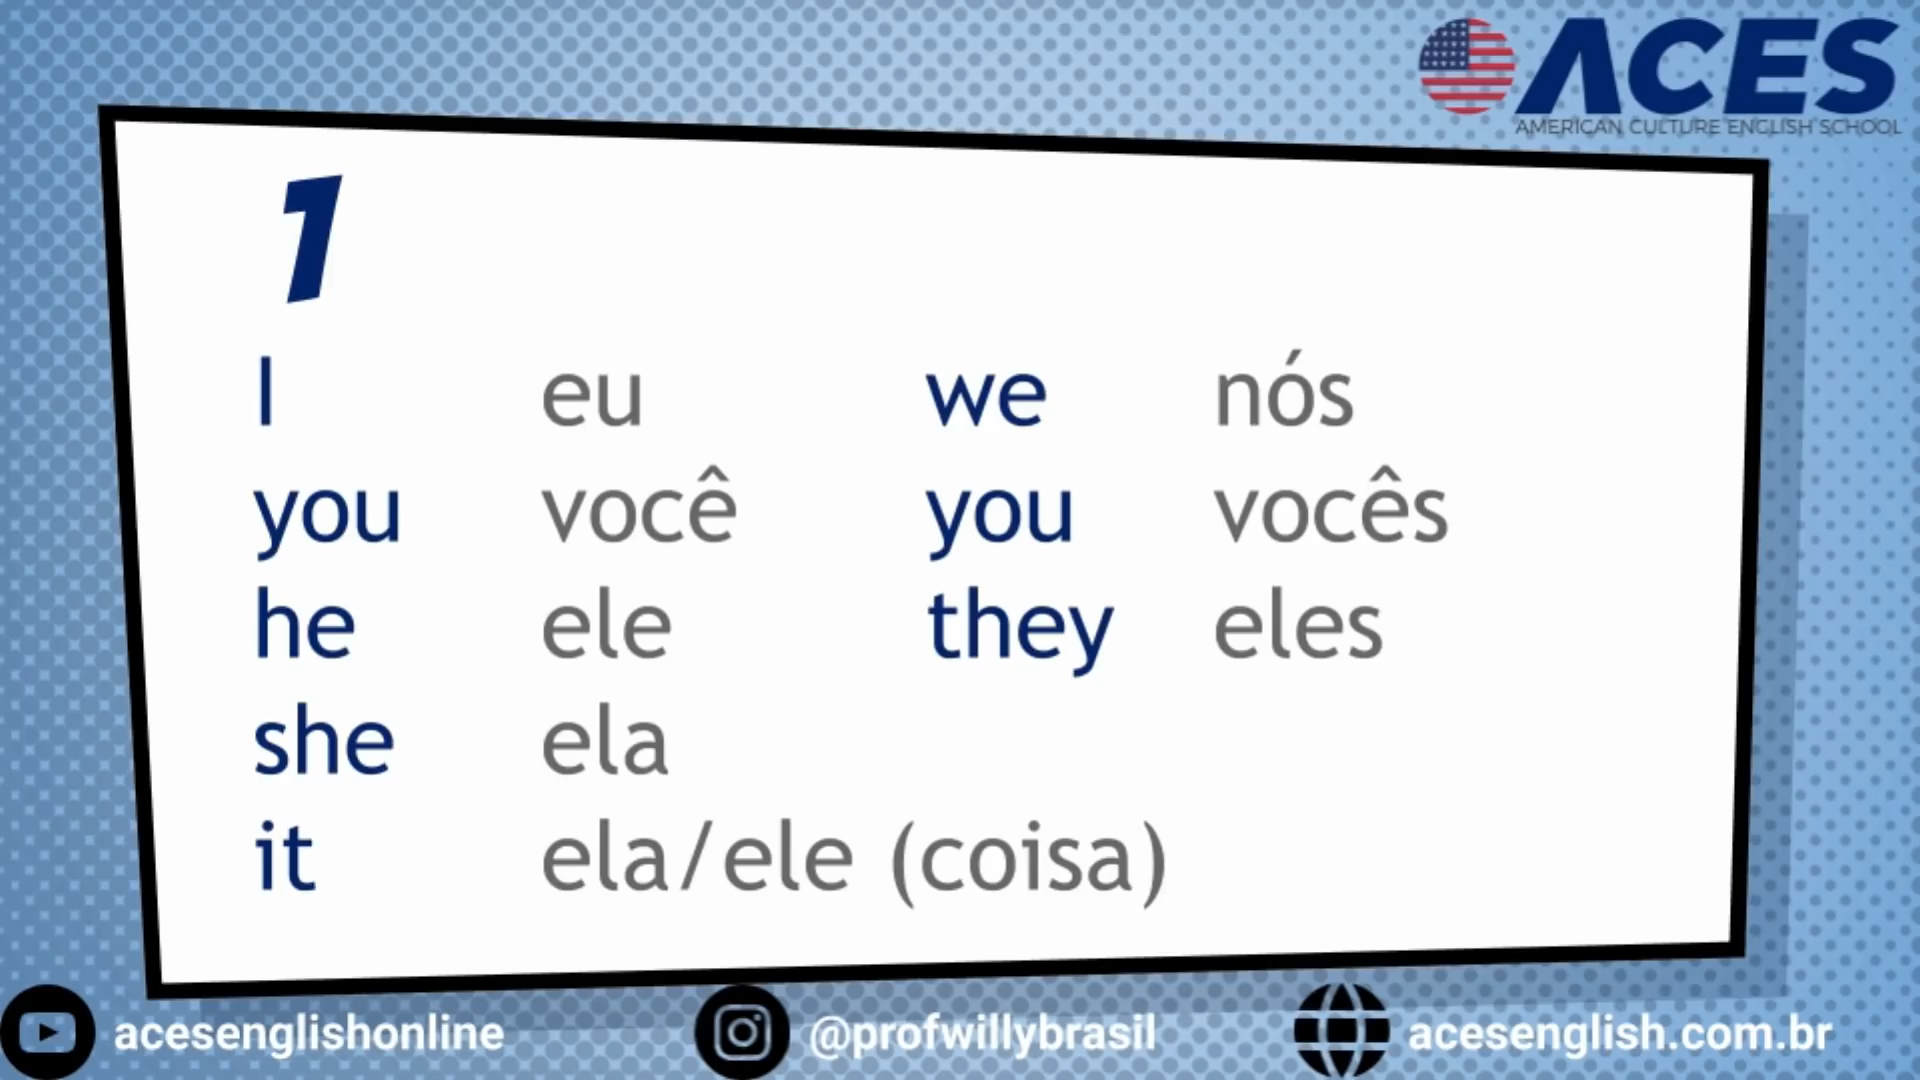 ACES
AMERICAN CULTURE ENGLISH SCHOOL
1
I eu we nós
you você you vocês
he ele they eles
she ela
it ela/ele (coisa)
acesenglishonline @profwillybrasil acesenglish.com.br